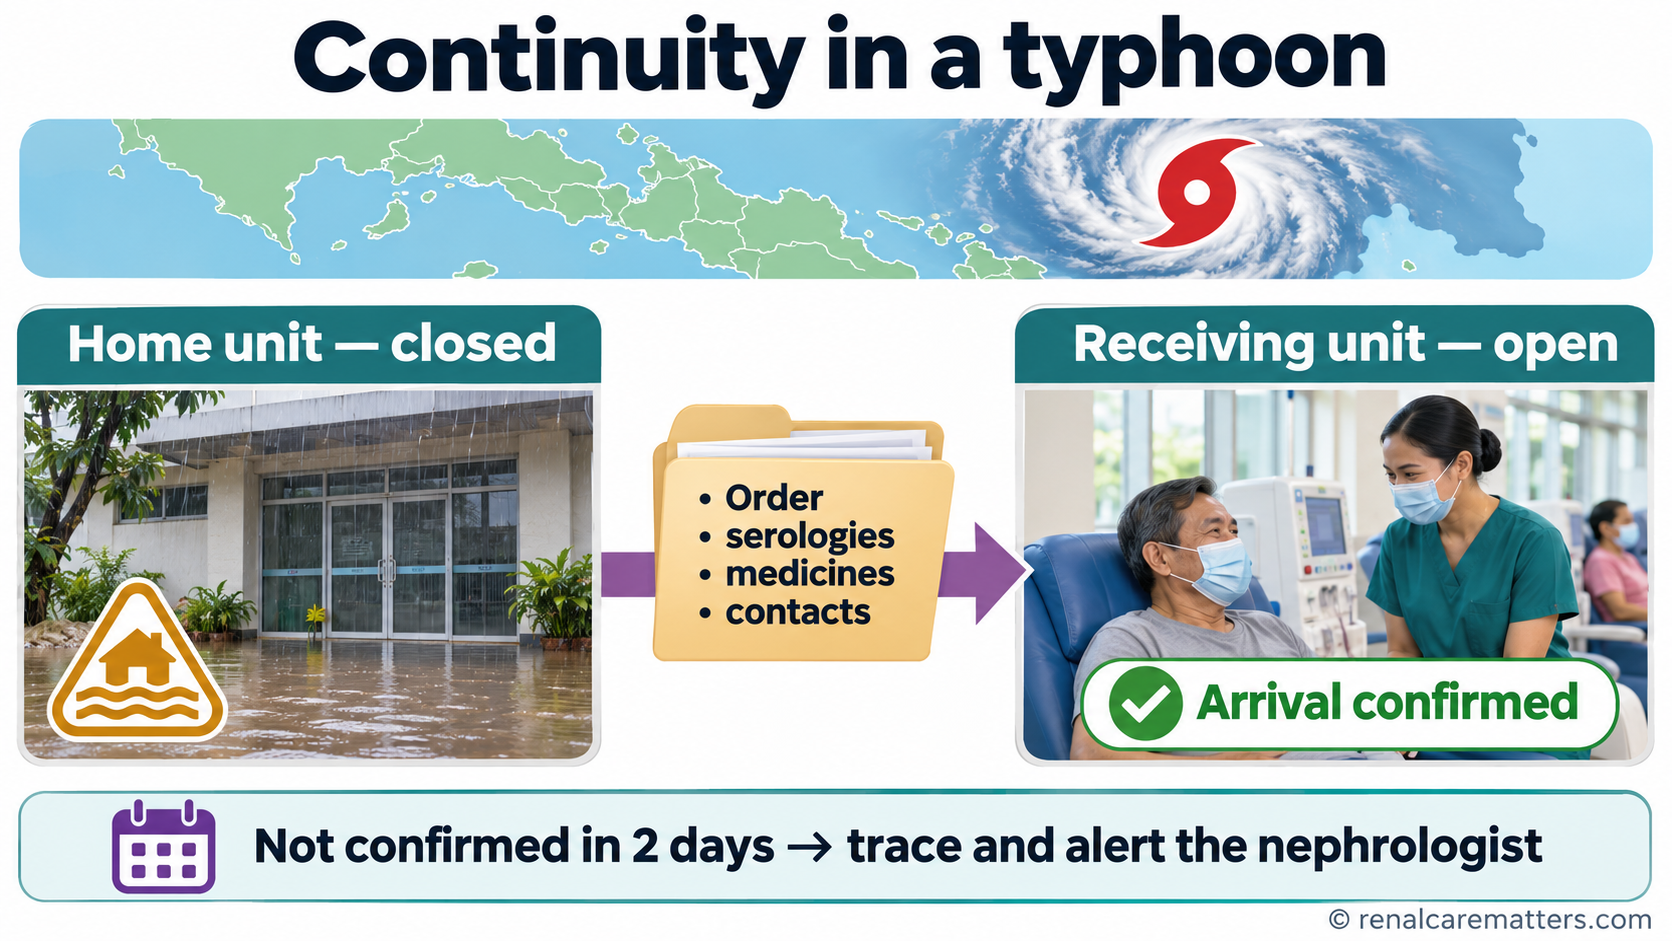 Continuity in a typhoon
Home unit — closed
Receiving unit — open
• Order
• serologies
• medicines
• contacts
Arrival confirmed
Not confirmed in 2 days → trace and alert the nephrologist
© renalcarematters.com